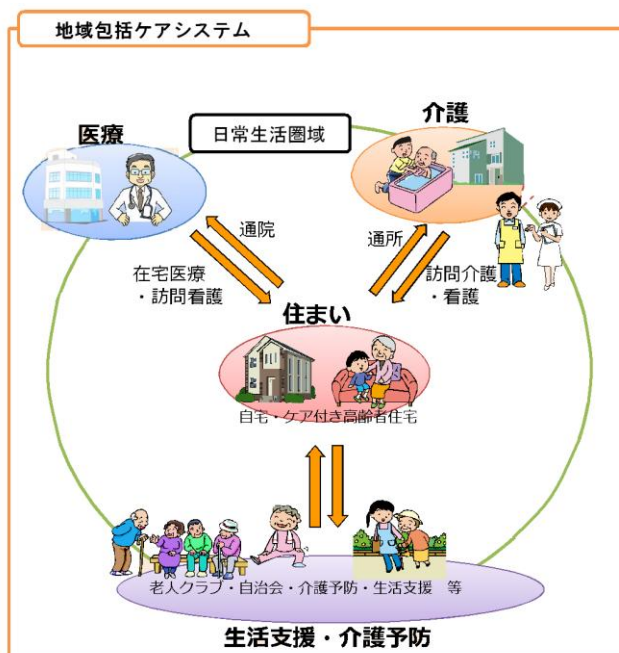 地域包括ケアシステム
日常生活圏域
医療
介護
通院
通所
在宅医療
・訪問看護
訪問介護
・看護
住まい
自宅・ケア付き高齢者住宅
老人クラブ・自治会・介護予防・生活支援 等
生活支援・介護予防